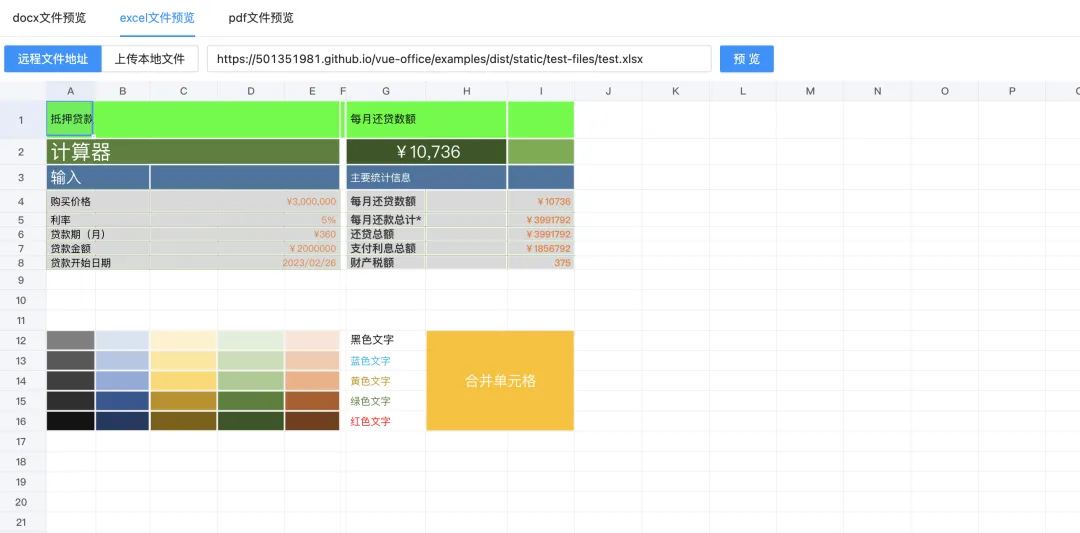 docx文件预览 excel文件预览 pdf文件预览
远程文件地址 上传本地文件 https://501351981.github.io/vue-office/examples/dist/static/test-files/test.xlsx 预 览
A B C D E F G H I J K L M N O P
1 抵押贷款 每月还贷数额
2 计算器 ￥10,736
3 输入 主要统计信息
4 购买价格 ¥3,000,000 每月还贷数额 ￥10736
5 利率 5% 每月还款总计* ￥3991792
6 贷款期（月） ¥360 还贷总额 ￥3991792
7 贷款金额 ￥2000000 支付利息总额 ￥1856792
8 贷款开始日期 2023/02/26 财产税额 375
9
10
11
12 黑色文字
13 蓝色文字
14 黄色文字 合并单元格
15 绿色文字
16 红色文字
17
18
19
20
21